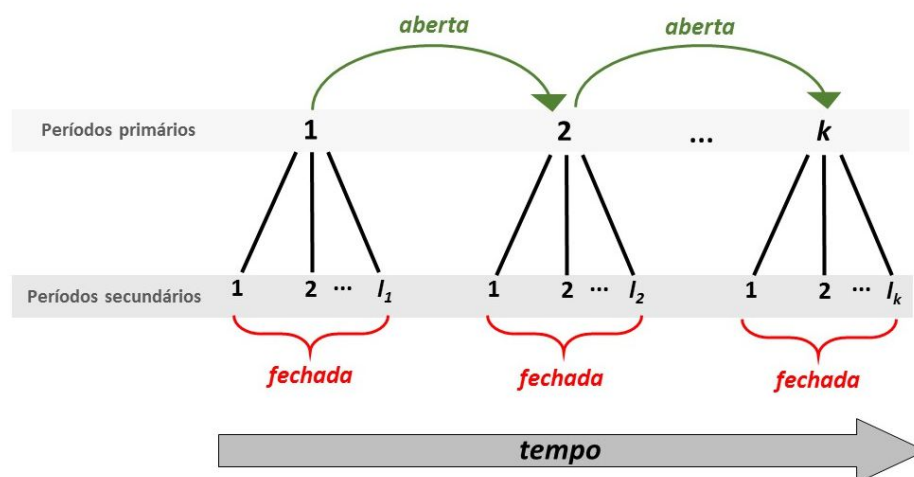 aberta aberta
Períodos primários 1 2 ... k
Períodos secundários 1 2 ... l1 1 2 ... l2 1 2 ... lk
fechada fechada fechada
tempo